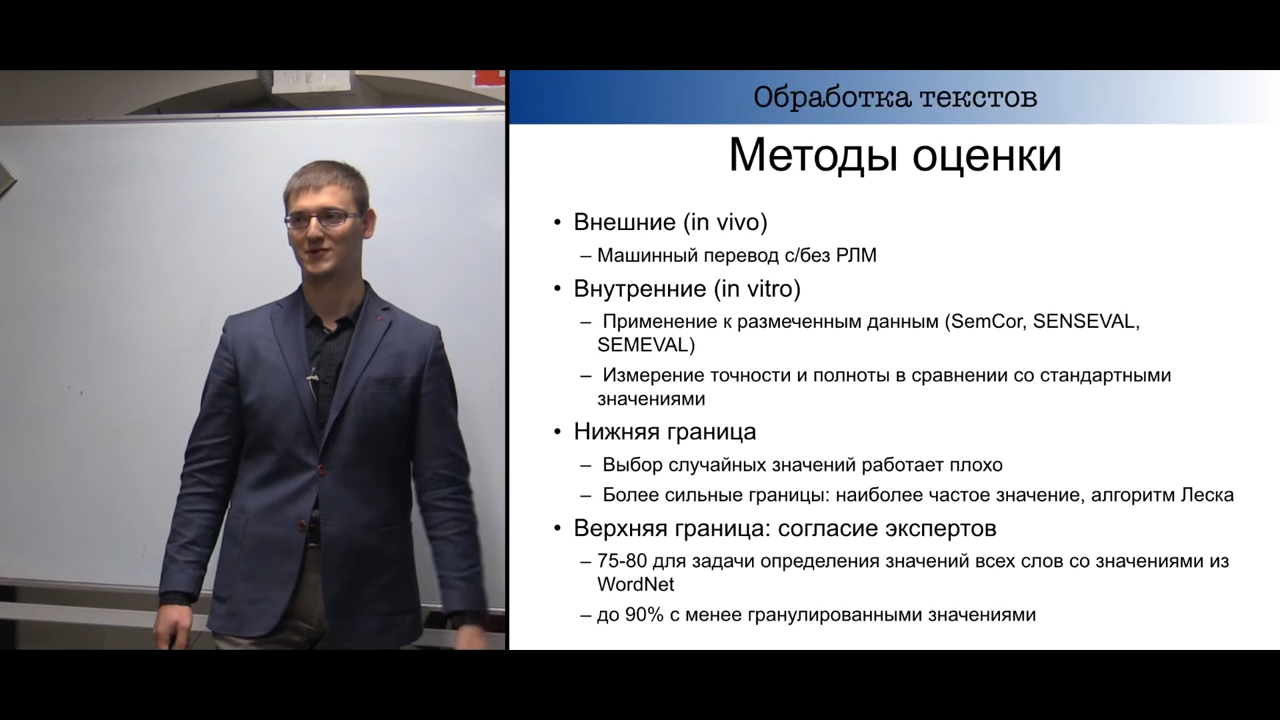 Обработка текстов
Методы оценки
• Внешние (in vivo)
– Машинный перевод с/без РЛМ
• Внутренние (in vitro)
– Применение к размеченным данным (SemCor, SENSEVAL,
SEMEVAL)
– Измерение точности и полноты в сравнении со стандартными
значениями
• Нижняя граница
– Выбор случайных значений работает плохо
– Более сильные границы: наиболее частое значение, алгоритм Леска
• Верхняя граница: согласие экспертов
– 75-80 для задачи определения значений всех слов со значениями из
WordNet
– до 90% с менее гранулированными значениями